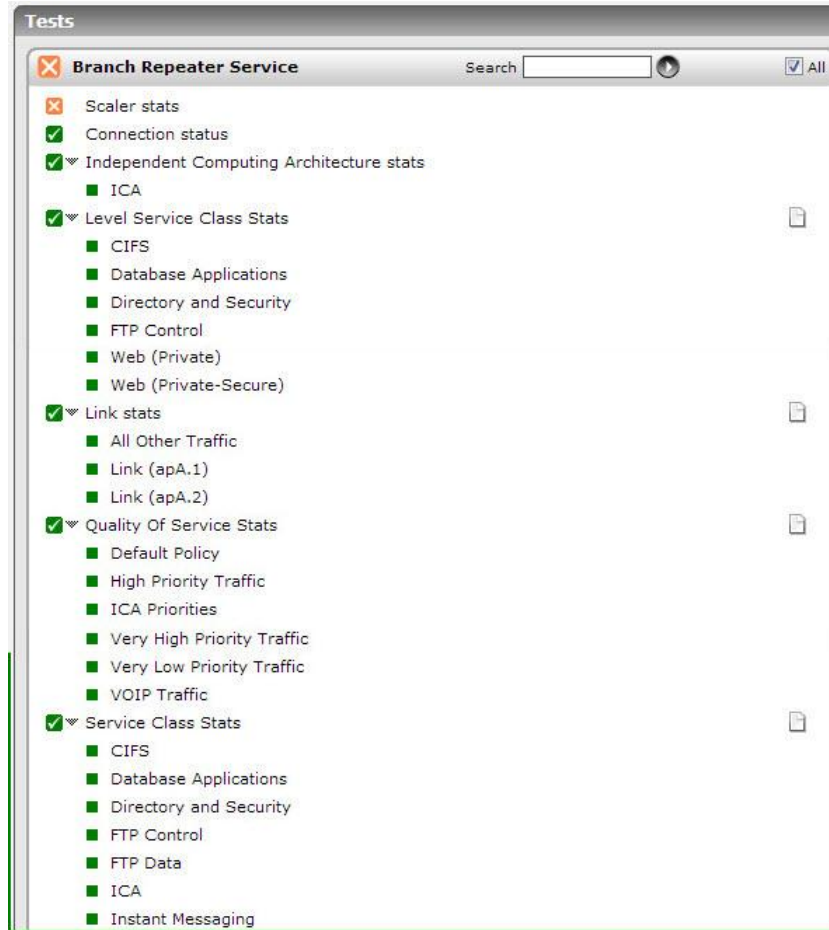 Tests
Branch Repeater Service Search All
Scaler stats
Connection status
Independent Computing Architecture stats
ICA
Level Service Class Stats
CIFS
Database Applications
Directory and Security
FTP Control
Web (Private)
Web (Private-Secure)
Link stats
All Other Traffic
Link (apA.1)
Link (apA.2)
Quality Of Service Stats
Default Policy
High Priority Traffic
ICA Priorities
Very High Priority Traffic
Very Low Priority Traffic
VOIP Traffic
Service Class Stats
CIFS
Database Applications
Directory and Security
FTP Control
FTP Data
ICA
Instant Messaging